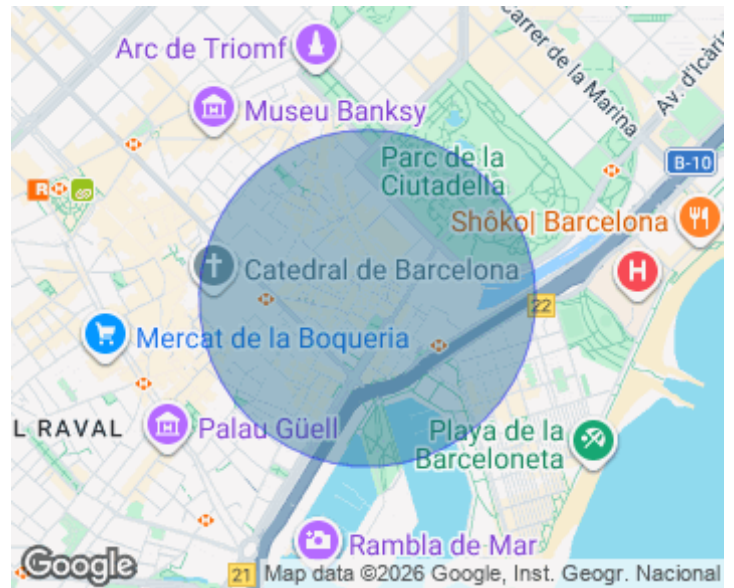 Arc de Triomf
Carrer de la Marina
Av. d'Icària
Museu Banksy
Parc de la
Ciutadella
B-10
R
Shôko| Barcelona
H
Catedral de Barcelona
22
Mercat de la Boqueria
L RAVAL
Palau Güell
Playa de la
Barceloneta
Rambla de Mar
Google
21
Map data ©2026 Google, Inst. Geogr. Nacional